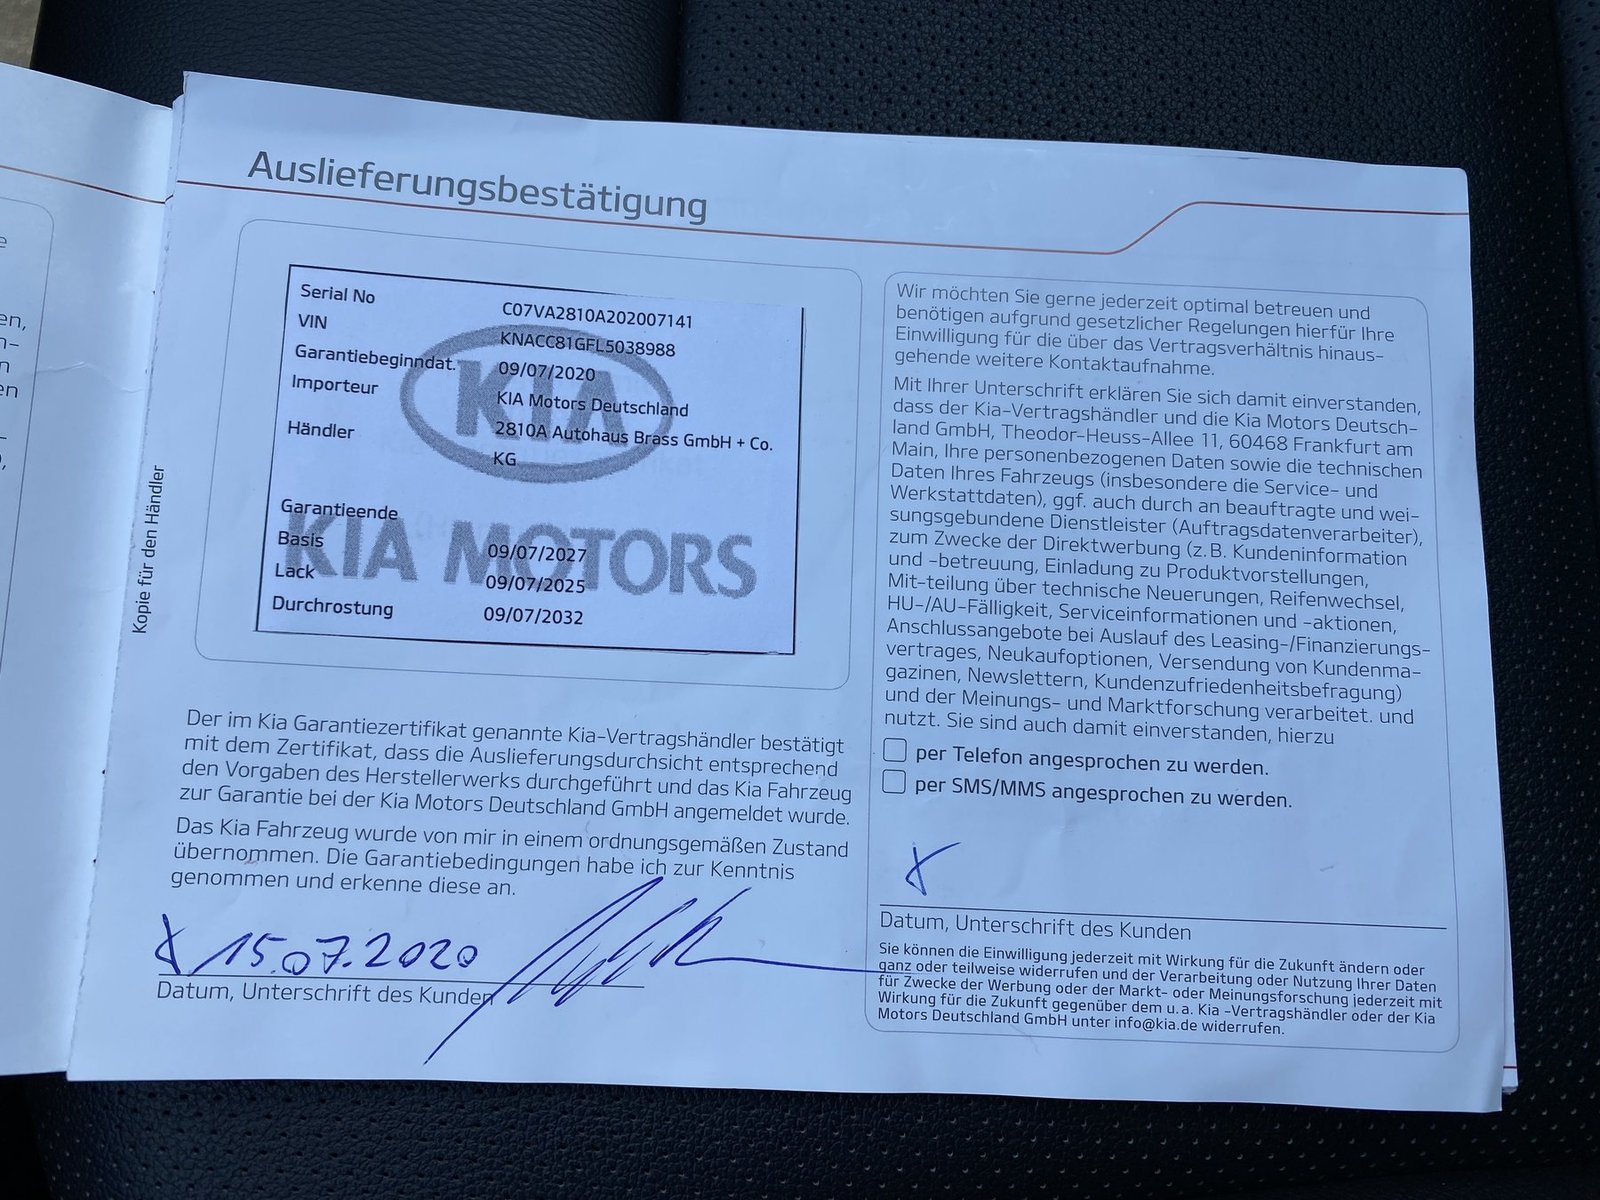 Auslieferungsbestätigung
Serial No C07VA2810A202007141
VIN KNACC81GFL5038988
Garantiebeginndat. 09/07/2020
Importeur KIA Motors Deutschland
Händler 2810A Autohaus Brass GmbH + Co.
KG
Garantieende
Basis 09/07/2027
Lack 09/07/2025
Durchrostung 09/07/2032
KIA
KIA MOTORS
Kopie für den Händler
Der im Kia Garantiezertifikat genannte Kia-Vertragshändler bestätigt
mit dem Zertifikat, dass die Auslieferungsdurchsicht entsprechend
den Vorgaben des Herstellerwerks durchgeführt und das Kia Fahrzeug
zur Garantie bei der Kia Motors Deutschland GmbH angemeldet wurde.
Das Kia Fahrzeug wurde von mir in einem ordnungsgemäßen Zustand
übernommen. Die Garantiebedingungen habe ich zur Kenntnis
genommen und erkenne diese an.
x 15.07.2020
Datum, Unterschrift des Kunden
Wir möchten Sie gerne jederzeit optimal betreuen und
benötigen aufgrund gesetzlicher Regelungen hierfür Ihre
Einwilligung für die über das Vertragsverhältnis hinaus-
gehende weitere Kontaktaufnahme.
Mit Ihrer Unterschrift erklären Sie sich damit einverstanden,
dass der Kia-Vertragshändler und die Kia Motors Deutsch-
land GmbH, Theodor-Heuss-Allee 11, 60468 Frankfurt am
Main, Ihre personenbezogenen Daten sowie die technischen
Daten Ihres Fahrzeugs (insbesondere die Service- und
Werkstattdaten), ggf. auch durch an beauftragte und wei-
sungsgebundene Dienstleister (Auftragsdatenverarbeiter),
zum Zwecke der Direktwerbung (z.B. Kundeninformation
und -betreuung, Einladung zu Produktvorstellungen,
Mit-teilung über technische Neuerungen, Reifenwechsel,
HU-/AU-Fälligkeit, Serviceinformationen und -aktionen,
Anschlussangebote bei Auslauf des Leasing-/Finanzierungs-
vertrages, Neukaufoptionen, Versendung von Kundenma-
gazinen, Newslettern, Kundenzufriedenheitsbefragung)
und der Meinungs- und Marktforschung verarbeitet. und
nutzt. Sie sind auch damit einverstanden, hierzu
per Telefon angesprochen zu werden.
per SMS/MMS angesprochen zu werden.
x
Datum, Unterschrift des Kunden
Sie können die Einwilligung jederzeit mit Wirkung für die Zukunft ändern oder
ganz oder teilweise widerrufen und der Verarbeitung oder Nutzung Ihrer Daten
für Zwecke der Werbung oder der Markt- oder Meinungsforschung jederzeit mit
Wirkung für die Zukunft gegenüber dem u.a. Kia -Vertragshändler oder der Kia
Motors Deutschland GmbH unter info@kia.de widerrufen.